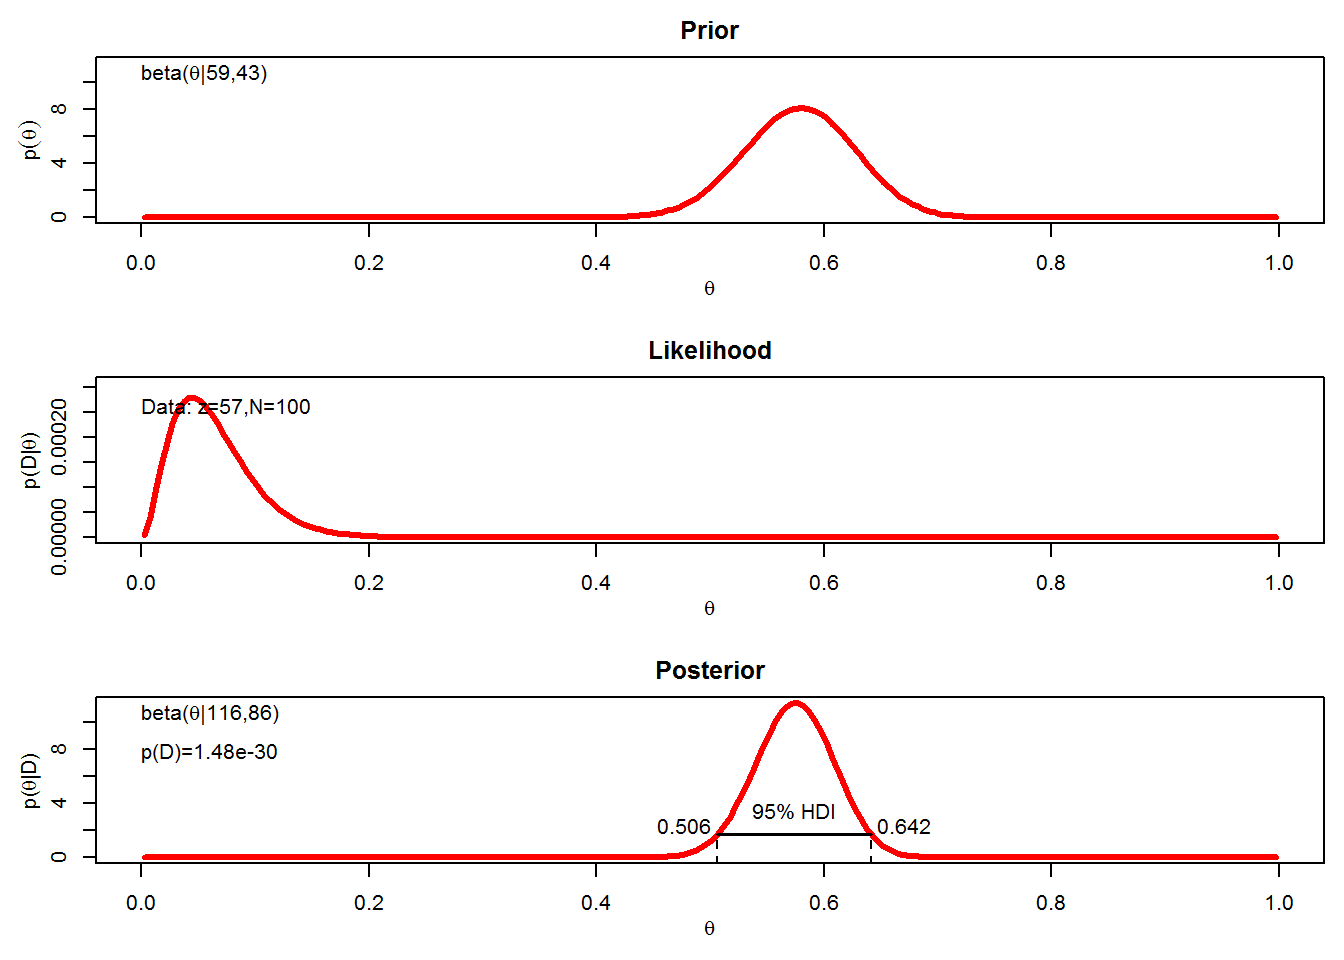 Prior
beta(θ|59,43)
p(θ)
0 4 8
0.0 0.2 0.4 0.6 0.8 1.0
θ
Likelihood
Data: z=57,N=100
p(D|θ)
0.00000 0.00020
0.0 0.2 0.4 0.6 0.8 1.0
θ
Posterior
beta(θ|116,86)
p(D)=1.48e-30
95% HDI
0.506 0.642
p(θ|D)
0 4 8
0.0 0.2 0.4 0.6 0.8 1.0
θ